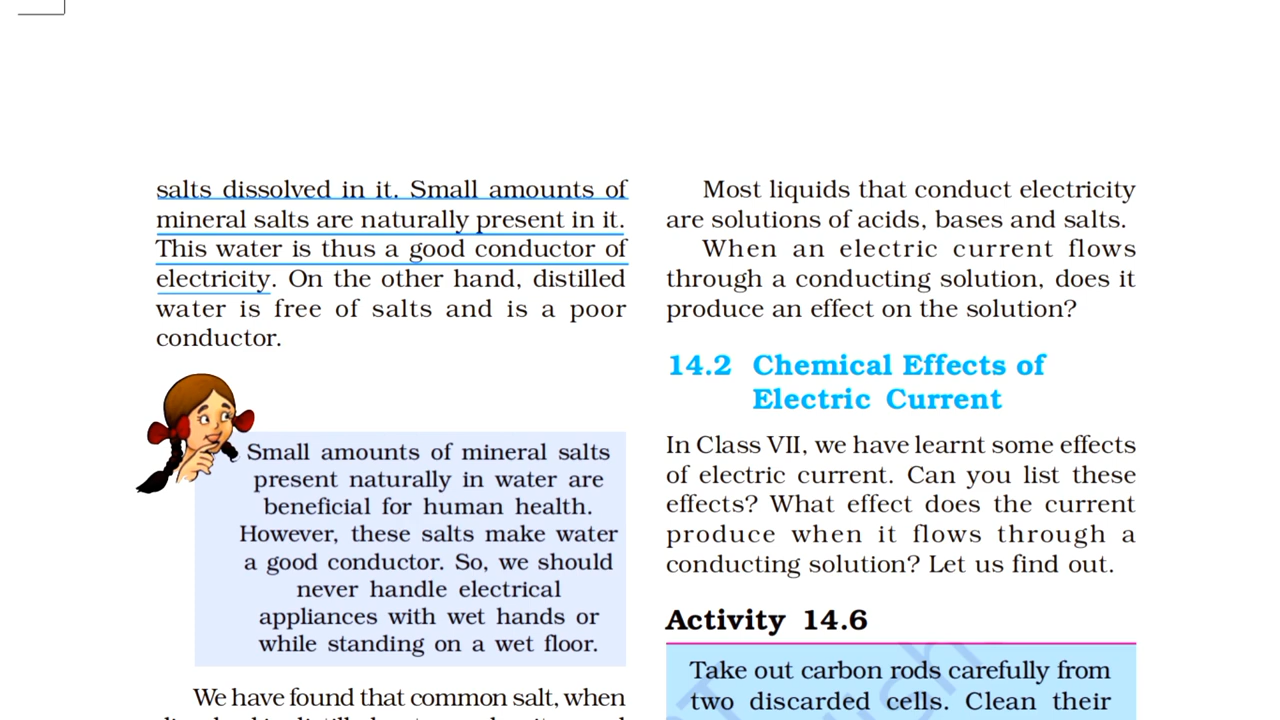 salts dissolved in it. Small amounts of
mineral salts are naturally present in it.
This water is thus a good conductor of
electricity. On the other hand, distilled
water is free of salts and is a poor
conductor.
Small amounts of mineral salts
present naturally in water are
beneficial for human health.
However, these salts make water
a good conductor. So, we should
never handle electrical
appliances with wet hands or
while standing on a wet floor.
We have found that common salt, when
Most liquids that conduct electricity
are solutions of acids, bases and salts.
When an electric current flows
through a conducting solution, does it
produce an effect on the solution?
14.2 Chemical Effects of
Electric Current
In Class VII, we have learnt some effects
of electric current. Can you list these
effects? What effect does the current
produce when it flows through a
conducting solution? Let us find out.
Activity 14.6
Take out carbon rods carefully from
two discarded cells. Clean their